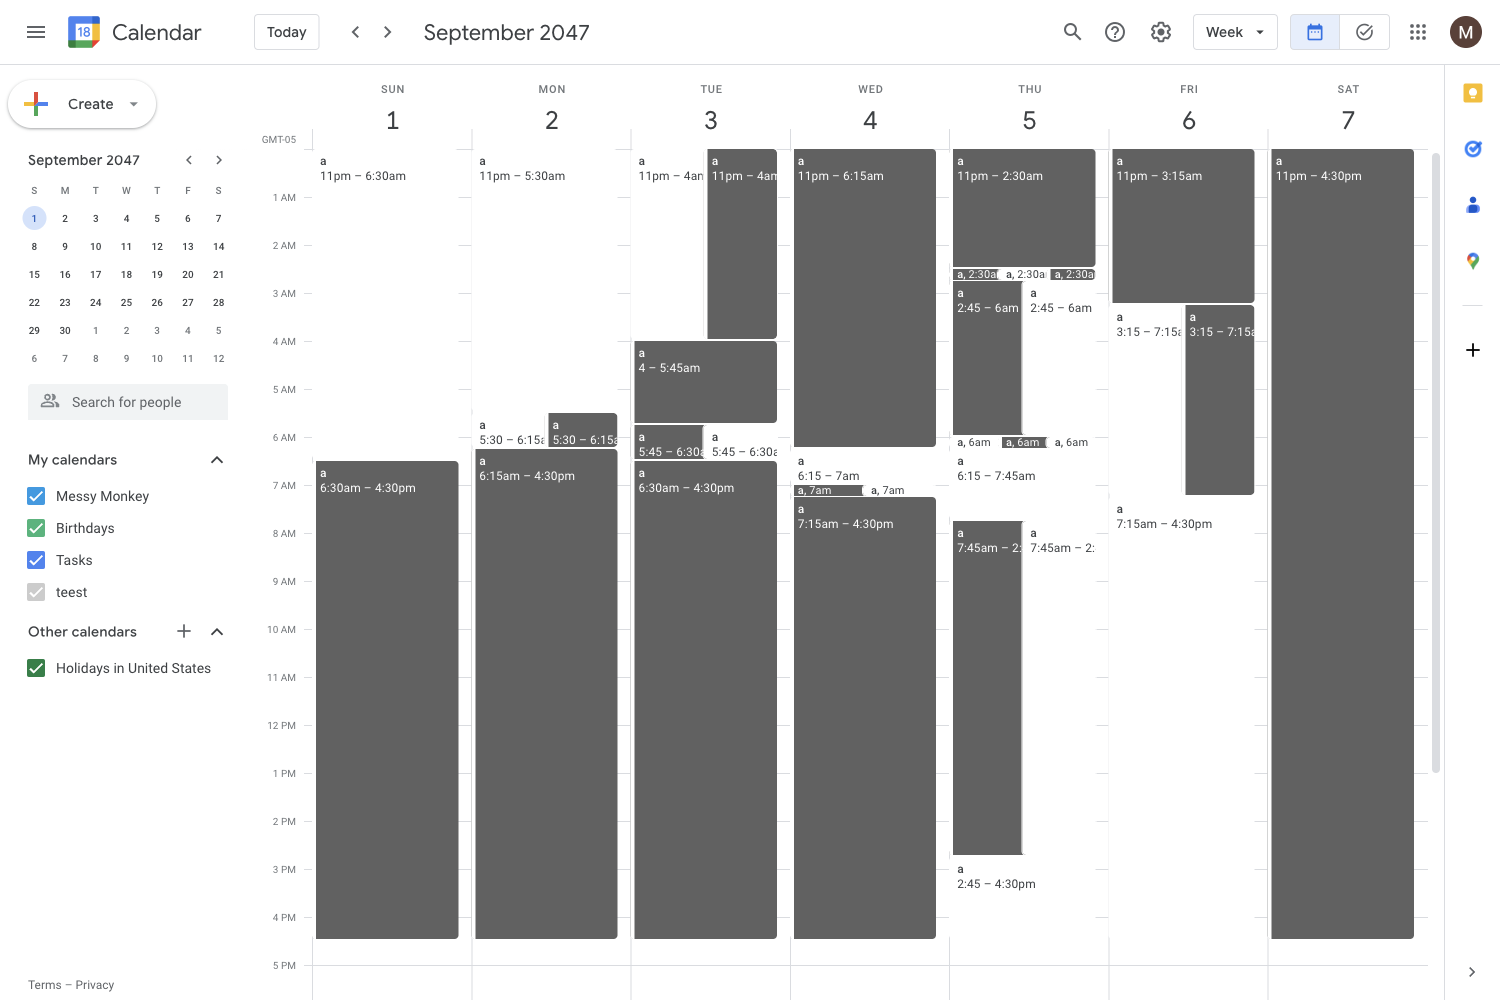 18 Calendar Today September 2047 Week M
Create
September 2047
S M T W T F S
1 2 3 4 5 6 7
8 9 10 11 12 13 14
15 16 17 18 19 20 21
22 23 24 25 26 27 28
29 30 1 2 3 4 5
6 7 8 9 10 11 12
Search for people
My calendars
Messy Monkey
Birthdays
Tasks
teest
Other calendars
Holidays in United States
Terms – Privacy
SUN MON TUE WED THU FRI SAT
1 2 3 4 5 6 7
GMT-05
1 AM
2 AM
3 AM
4 AM
5 AM
6 AM
7 AM
8 AM
9 AM
10 AM
11 AM
12 PM
1 PM
2 PM
3 PM
4 PM
5 PM
a
11pm – 6:30am
a
6:30am – 4:30pm
a
11pm – 5:30am
a
5:30 – 6:15a
a
5:30 – 6:15a
a
6:15am – 4:30pm
a
11pm – 4an
a
11pm – 4am
a
4 – 5:45am
a
5:45 – 6:30a
a
5:45 – 6:30a
a
6:30am – 4:30pm
a
11pm – 6:15am
a
6:15 – 7am
a, 7am
a, 7am
a
7:15am – 4:30pm
a
11pm – 2:30am
a, 2:30a
a, 2:30a
a, 2:30a
a
2:45 – 6am
a
2:45 – 6am
a, 6am
a, 6am
a, 6am
a
6:15 – 7:45am
a
7:45am – 2:
a
7:45am – 2:
a
2:45 – 4:30pm
a
11pm – 3:15am
a
3:15 – 7:15a
a
3:15 – 7:15a
a
7:15am – 4:30pm
a
11pm – 4:30pm